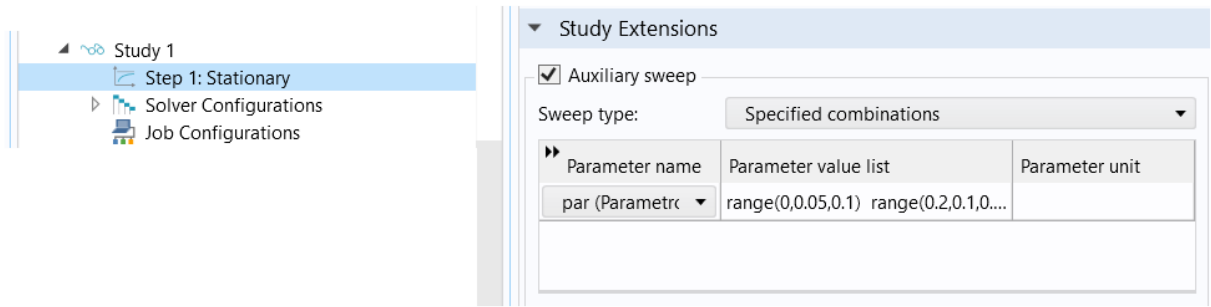 Study 1
Step 1: Stationary
Solver Configurations
Job Configurations
Study Extensions
Auxiliary sweep
Sweep type: Specified combinations
Parameter name Parameter value list Parameter unit
par (Parametrc range(0,0.05,0.1) range(0.2,0.1,0....